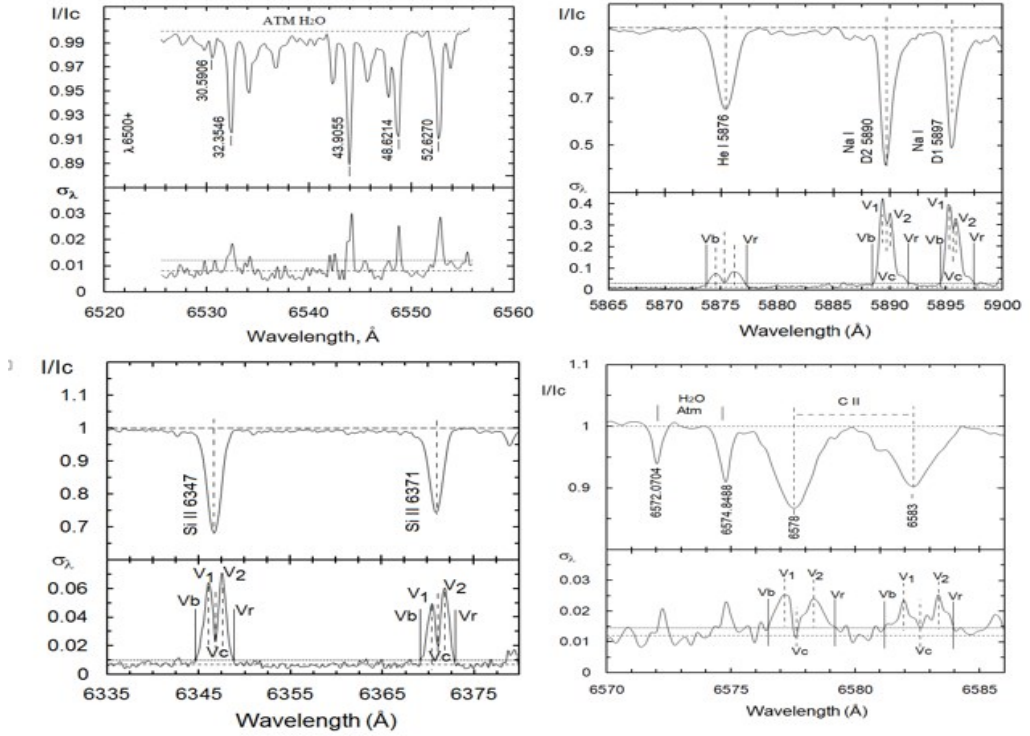 I/Ic
ATM H2O
0.99
0.97
0.95
0.93
0.91
0.89
λ6500+
30.5906
32.3546
43.9055
48.6214
52.6270
σλ
0.03
0.02
0.01
0
6520 6530 6540 6550 6560
Wavelength, Å
I/Ic
0.9
0.7
0.5
He I 5876
Na I
D2 5890
Na I
D1 5897
σλ
0.4
0.3
0.2
0.1
0
Vb Vr
V1 V2
Vb Vr
Vc
V1 V2
Vb Vr
Vc
5865 5870 5875 5880 5885 5890 5895 5900
Wavelength (Å)
I/Ic
1.1
1
0.9
0.8
0.7
Si II 6347
Si II 6371
σλ
0.06
0.04
0.02
0
V1 V2
Vb Vr
Vc
V1 V2
Vb Vr
Vc
6335 6345 6355 6365 6375
Wavelength (Å)
I/Ic
1.1
1
0.9
H2O
Atm
C II
6572.0704
6574.8488
6578
6583
σλ
0.03
0.02
0.01
0
Vb V1 V2 Vr
Vc
Vb V1 V2 Vr
Vc
6570 6575 6580 6585
Wavelength (Å)